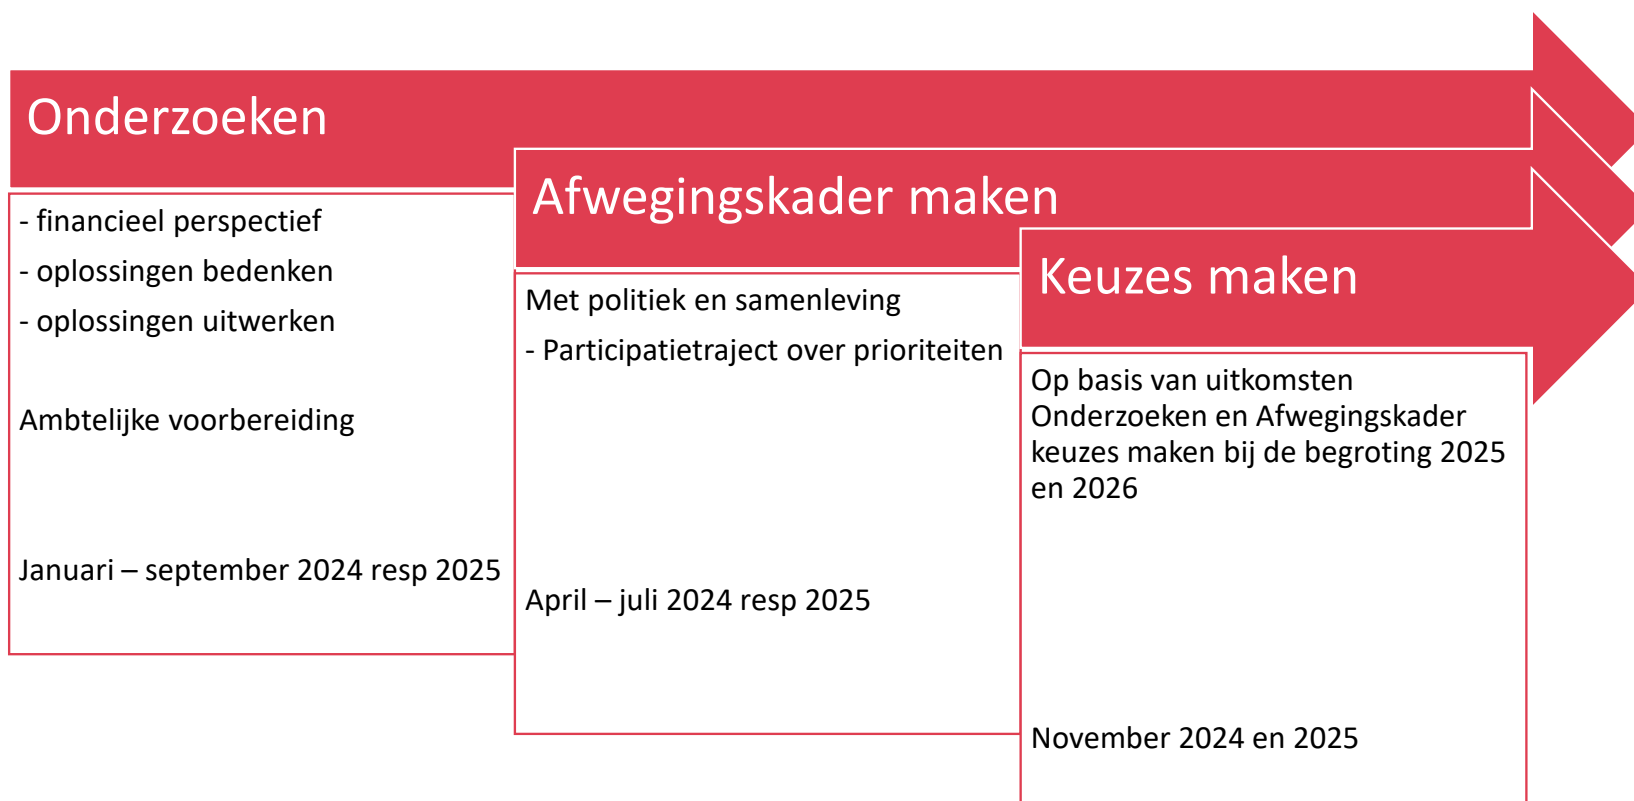 Onderzoeken
- financieel perspectief
- oplossingen bedenken
- oplossingen uitwerken
Ambtelijke voorbereiding
Januari – september 2024 resp 2025
Afwegingskader maken
Met politiek en samenleving
- Participatietraject over prioriteiten
April – juli 2024 resp 2025
Keuzes maken
Op basis van uitkomsten
Onderzoeken en Afwegingskader
keuzes maken bij de begroting 2025
en 2026
November 2024 en 2025